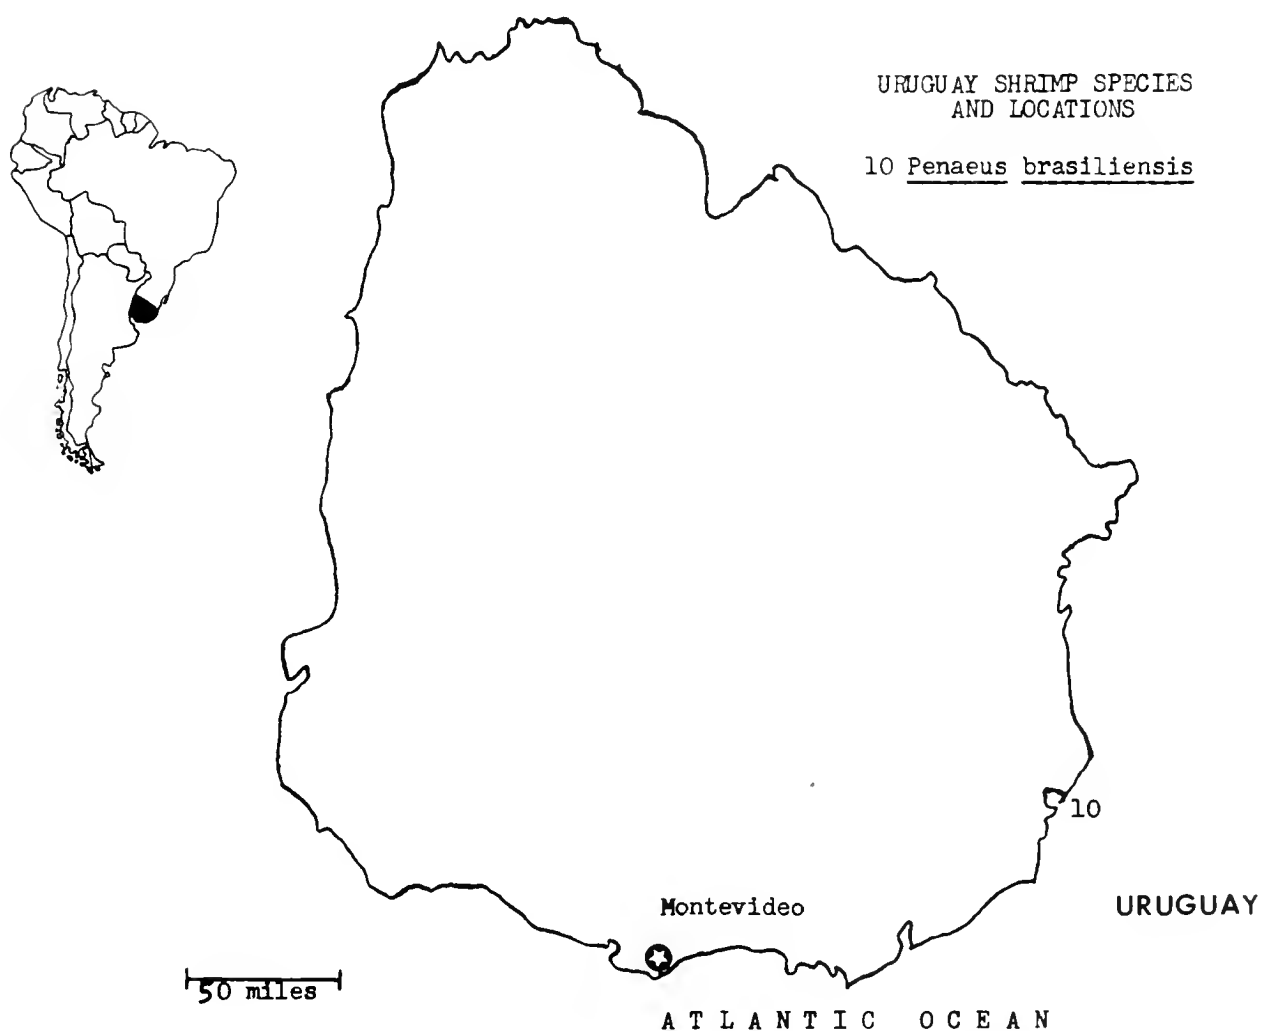 URUGUAY SHRIMP SPECIES
AND LOCATIONS
10 Penaeus brasiliensis
10
Montevideo
URUGUAY
50 miles
ATLANTIC OCEAN